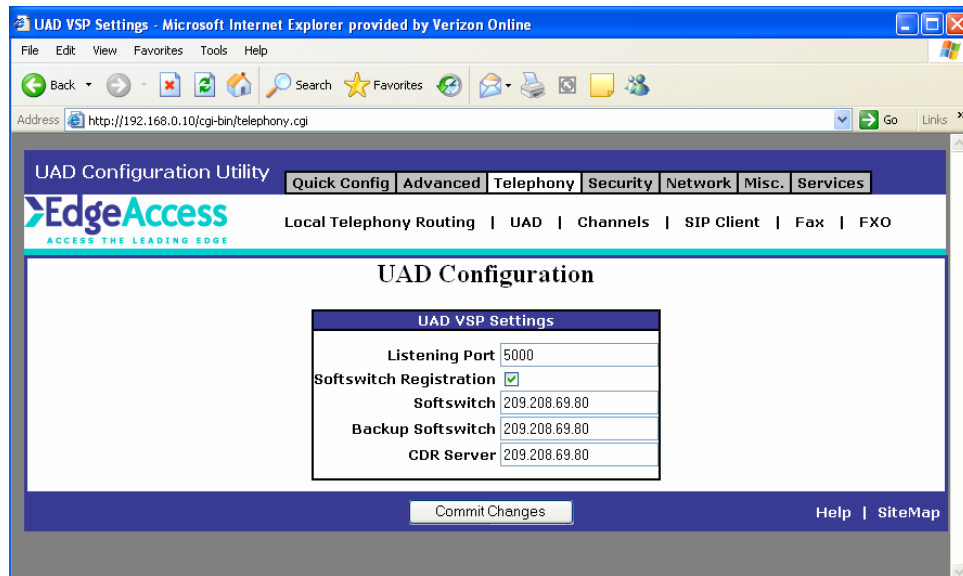 UAD VSP Settings - Microsoft Internet Explorer provided by Verizon Online
File Edit View Favorites Tools Help
Back Search Favorites
Address http://192.168.0.10/cgi-bin/telephony.cgi Go Links »
UAD Configuration Utility Quick Config Advanced Telephony Security Network Misc. Services
EdgeAccess Local Telephony Routing | UAD | Channels | SIP Client | Fax | FXO
ACCESS THE LEADING EDGE
UAD Configuration
UAD VSP Settings
Listening Port 5000
Softswitch Registration
Softswitch 209.208.69.80
Backup Softswitch 209.208.69.80
CDR Server 209.208.69.80
Commit Changes Help | SiteMap